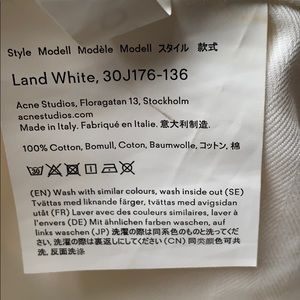 Style Modell Modèle Modell スタイル 款式
Land White, 30J176-136
Acne Studios, Floragatan 13, Stockholm
acnestudios.com
Made in Italy. Fabriqué en Italie. 意大利制造.
100% Cotton, Bomull, Coton, Baumwolle, コットン, 棉
30
(EN) Wash with similar colours, wash inside out (SE)
Tvättas med liknande färger, tvättas med avigsidan
utåt (FR) Laver avec des couleurs similaires, laver à
l'envers (DE) Mit ähnlichen farben waschen, auf
links waschen (JP) 洗濯の際は同系色のものと洗ってくだ
さい, 洗濯の際は裏返しにしてください (CN) 同类颜色可共
洗, 反面洗涤